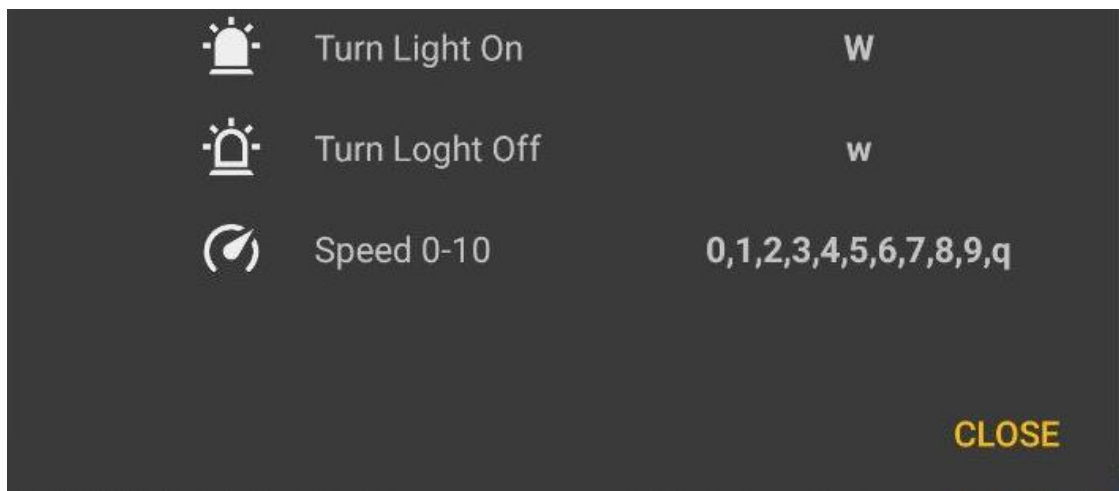 Turn Light On W
Turn Loght Off w
Speed 0-10 0,1,2,3,4,5,6,7,8,9,q
CLOSE